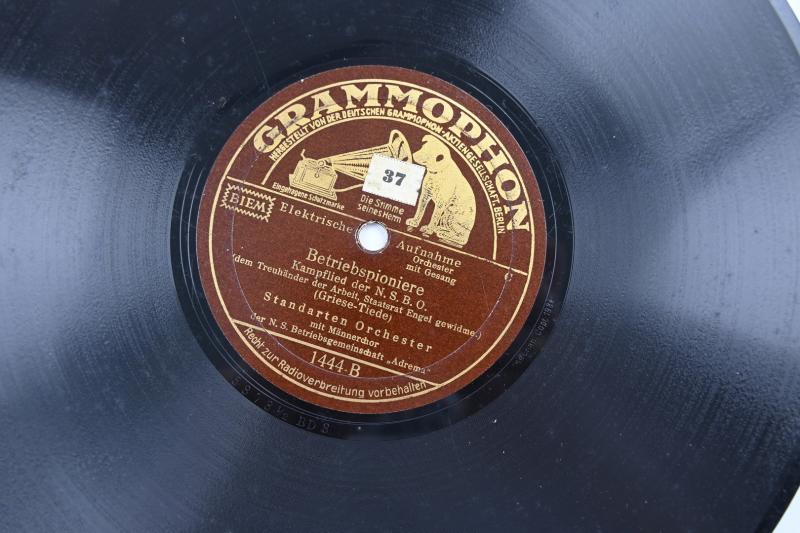 GRAMMOPHON
HERGESTELLT VON DER DEUTSCHEN GRAMMOPHON-AKTIENGESELLSCHAFT, BERLIN
37
Eingetragene Schutzmarke
Die Stimme
seines Herrn
BIEM
Elektrische Aufnahme
Orchester
mit Gesang
C
Betriebspioniere
Kampflied der N.S.B.O.
(dem Treuhänder der Arbeit, Staatsrat Engel gewidmet)
(Griese-Tiede)
Standarten Orchester
mit Männerchor
der N. S. Betriebsgemeinschaft „Adrema"
1444-B
Recht zur Radioverbreitung vorbehalten
BD 8